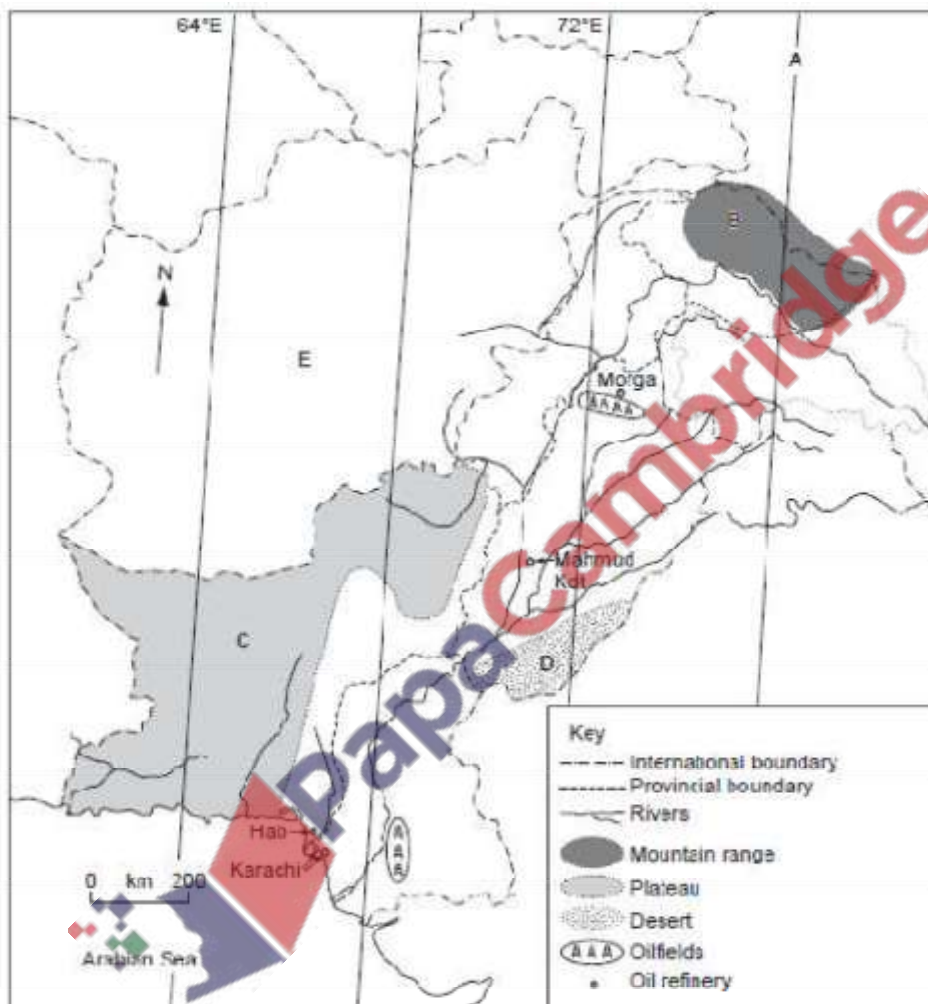 64°E
72°E
A
B
N
E
Morga
Mahmud
Kot
C
D
Hab
Karachi
0 km 200
Arabian Sea
Key
International boundary
Provincial boundary
Rivers
Mountain range
Plateau
Desert
Oilfields
Oil refinery
PapaCambridge